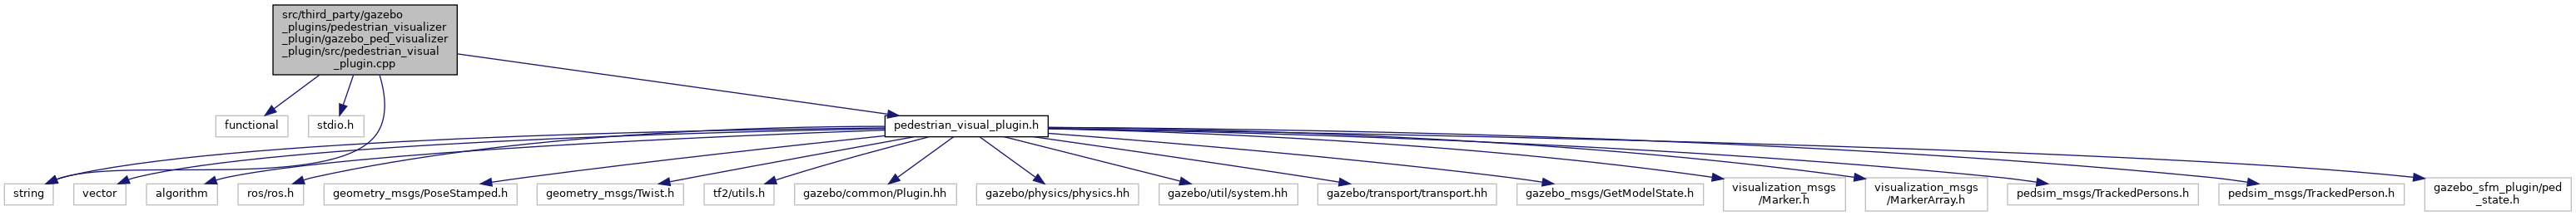 src/third_party/gazebo
_plugins/pedestrian_visualizer
_plugin/gazebo_ped_visualizer
_plugin/src/pedestrian_visual
_plugin.cpp
functional
stdio.h
pedestrian_visual_plugin.h
string
vector
algorithm
ros/ros.h
geometry_msgs/PoseStamped.h
geometry_msgs/Twist.h
tf2/utils.h
gazebo/common/Plugin.hh
gazebo/physics/physics.hh
gazebo/util/system.hh
gazebo/transport/transport.hh
gazebo_msgs/GetModelState.h
visualization_msgs
/Marker.h
visualization_msgs
/MarkerArray.h
pedsim_msgs/TrackedPersons.h
pedsim_msgs/TrackedPerson.h
gazebo_sfm_plugin/ped
_state.h